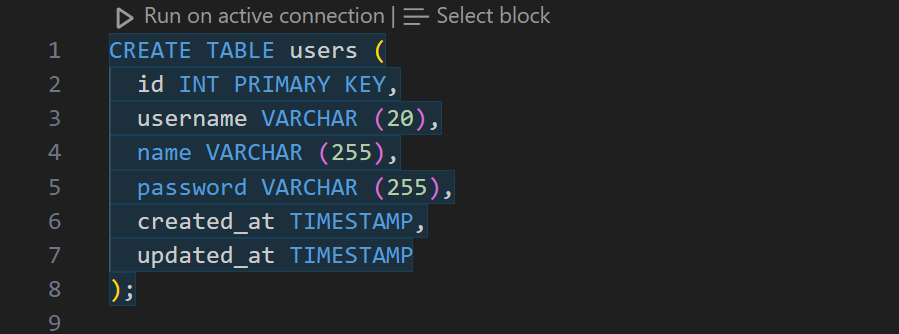 Run on active connection | Select block
1 CREATE TABLE users (
2   id INT PRIMARY KEY,
3   username VARCHAR (20),
4   name VARCHAR (255),
5   password VARCHAR (255),
6   created_at TIMESTAMP,
7   updated_at TIMESTAMP
8 );
9